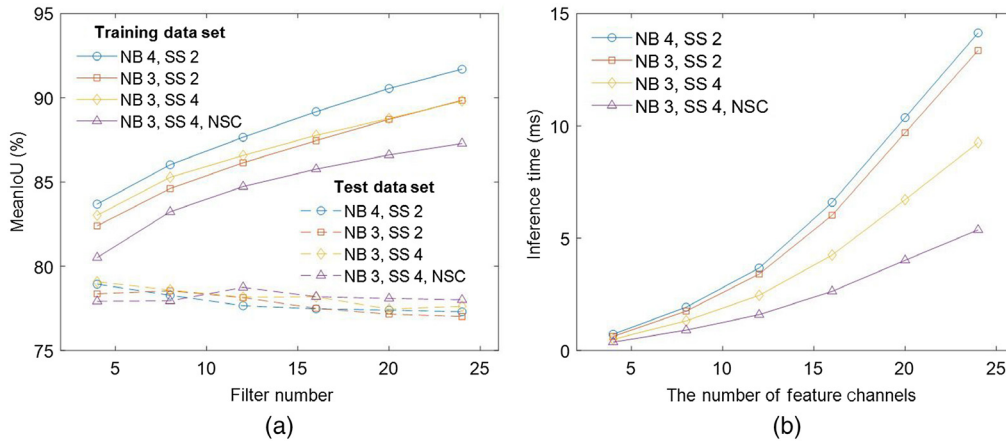 95
90
85
80
75
MeanIoU (%)
Training data set
NB 4, SS 2
NB 3, SS 2
NB 3, SS 4
NB 3, SS 4, NSC
Test data set
NB 4, SS 2
NB 3, SS 2
NB 3, SS 4
NB 3, SS 4, NSC
5 10 15 20 25
Filter number
(a)
15
10
5
0
Inference time (ms)
NB 4, SS 2
NB 3, SS 2
NB 3, SS 4
NB 3, SS 4, NSC
5 10 15 20 25
The number of feature channels
(b)